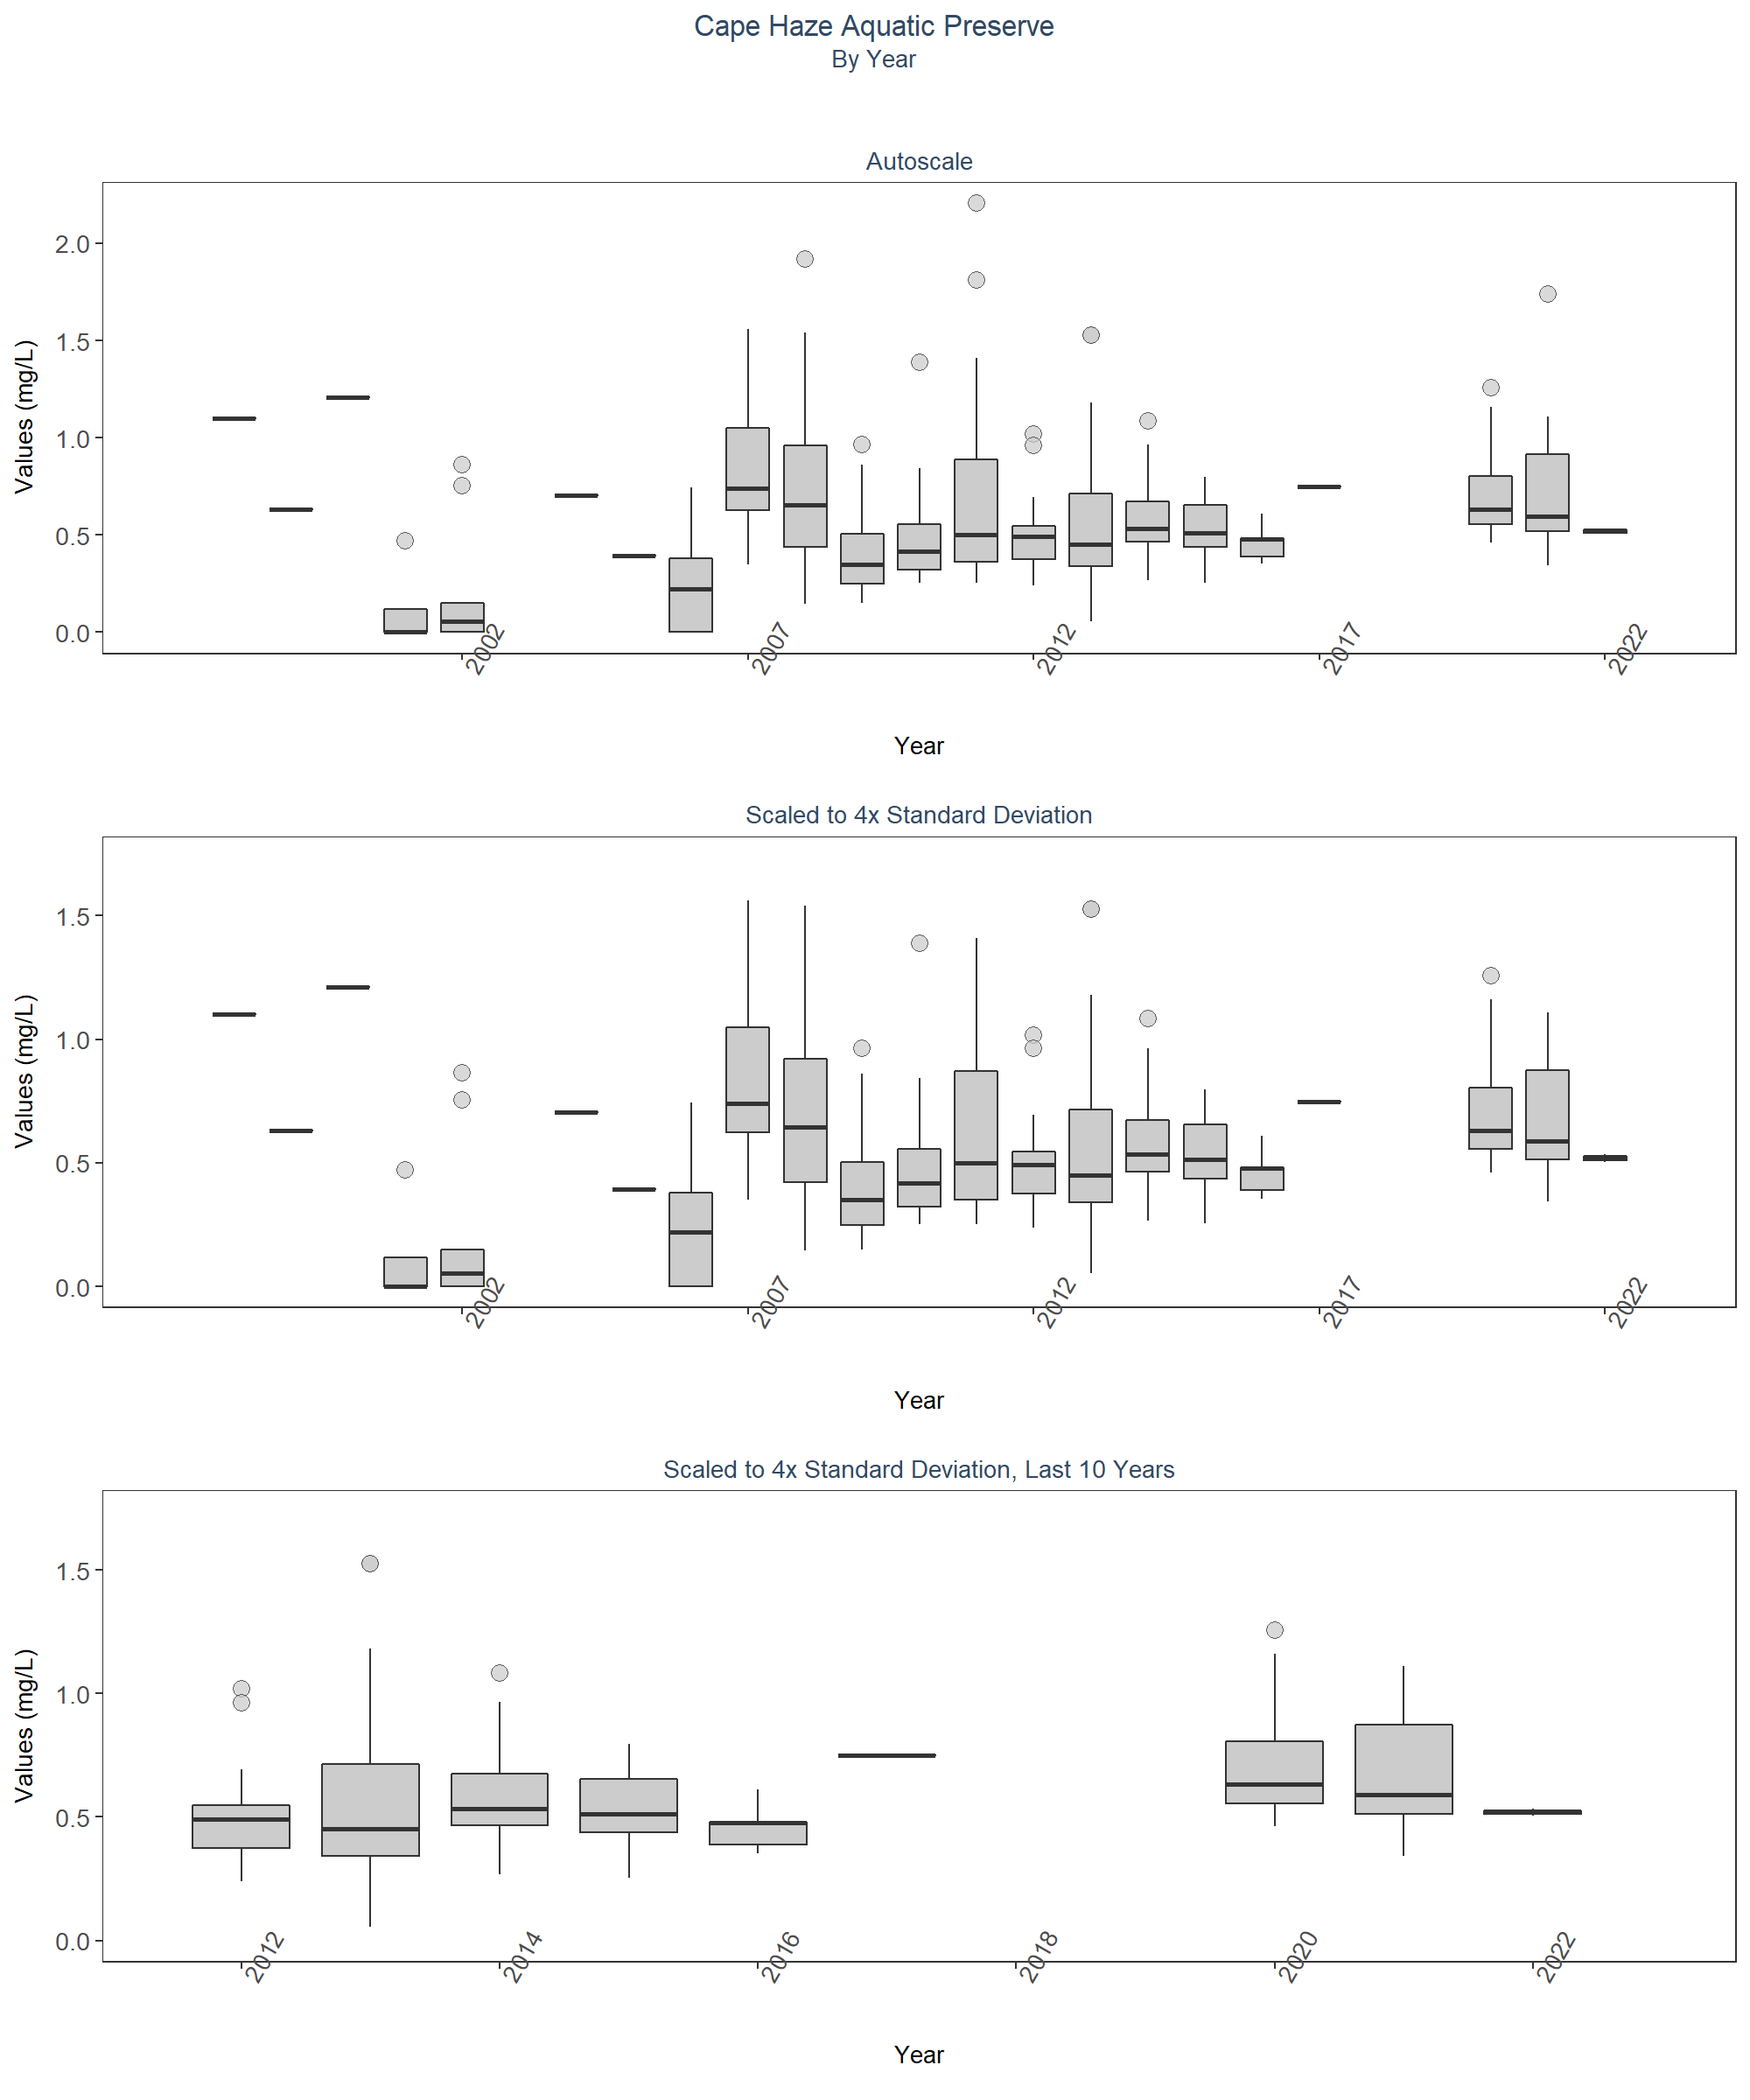 Cape Haze Aquatic Preserve
By Year
Autoscale
Values (mg/L)
2.0
1.5
1.0
0.5
0.0
2002
2007
2012
2017
2022
Year
Scaled to 4x Standard Deviation
Values (mg/L)
1.5
1.0
0.5
0.0
2002
2007
2012
2017
2022
Year
Scaled to 4x Standard Deviation, Last 10 Years
Values (mg/L)
1.5
1.0
0.5
0.0
2012
2014
2016
2018
2020
2022
Year